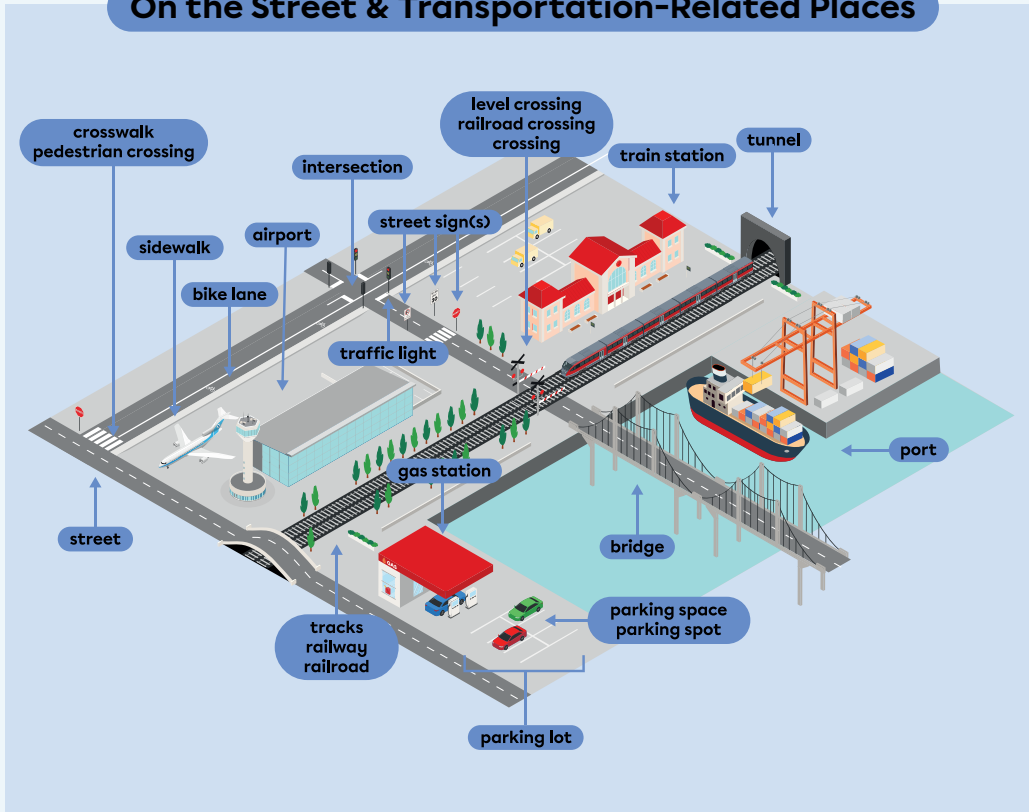 On the Street & Transportation-Related Places
crosswalk
pedestrian crossing
level crossing
railroad crossing
crossing
train station
tunnel
intersection
street sign(s)
airport
sidewalk
bike lane
traffic light
gas station
port
street
bridge
GAS
tracks
railway
railroad
parking space
parking spot
parking lot